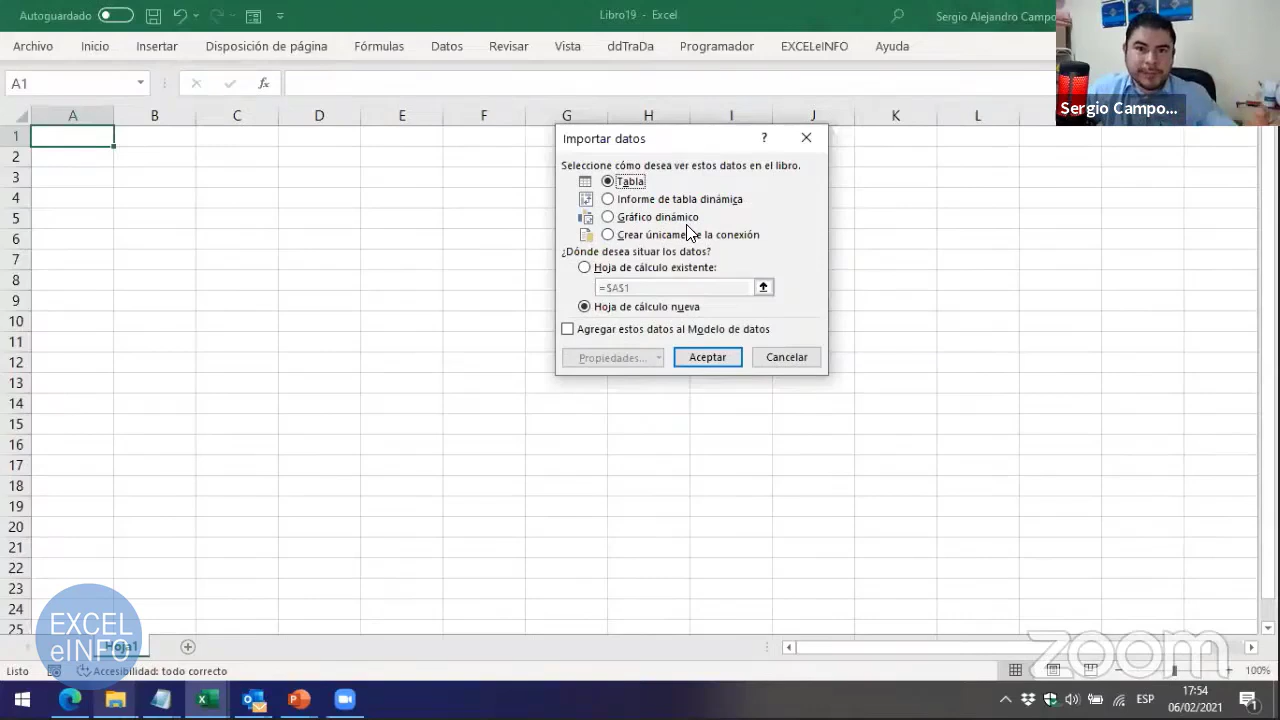 Autoguardado
Libro19 - Excel
Sergio Alejandro Campo
Archivo Inicio Insertar Disposición de página Fórmulas Datos Revisar Vista ddTraDa Programador EXCELeINFO Ayuda
A1 fx
Sergio Campo...
A B C D E F G H I J K L
1
2
3
4
5
6
7
8
9
10
11
12
13
14
15
16
17
18
19
20
21
22
23
24
25
Importar datos ?
Seleccione cómo desea ver estos datos en el libro.
Tabla
Informe de tabla dinámica
Gráfico dinámico
Crear únicamente la conexión
¿Dónde desea situar los datos?
Hoja de cálculo existente:
=$A$1
Hoja de cálculo nueva
Agregar estos datos al Modelo de datos
Propiedades... Aceptar Cancelar
EXCEL
eINFO
Hoja1
zoom
Listo Accesibilidad: todo correcto 100%
ESP
17:54
06/02/2021
1